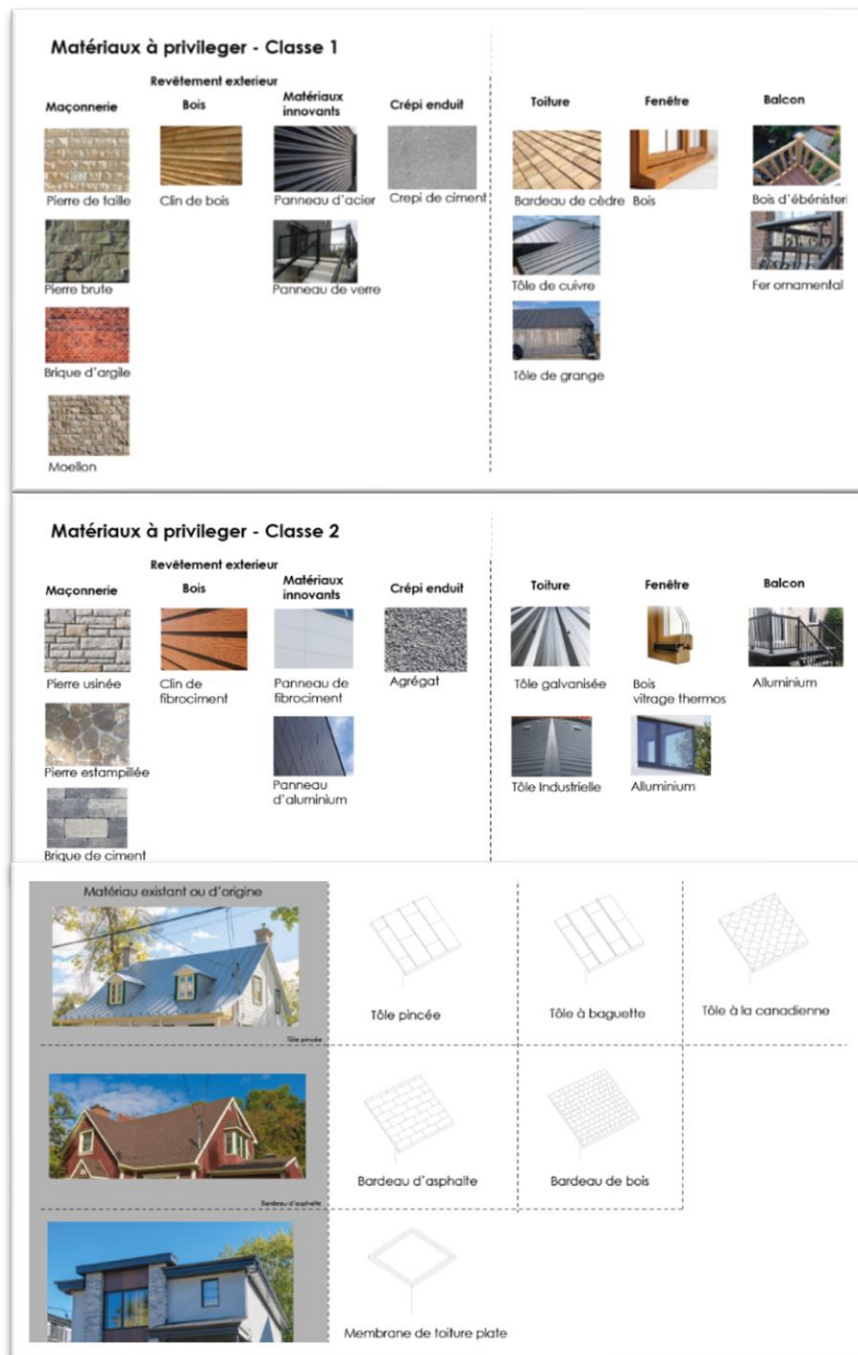 Matériaux à privileger - Classe 1
Revêtement exterieur
Maçonnerie
Bois
Matériaux
innovants
Crépi enduit
Toiture
Fenêtre
Balcon
Pierre de taille
Clin de bois
Panneau d'acier
Crepi de ciment
Bardeau de cèdre
Bois
Bois d'ébénisteri
Pierre brute
Panneau de verre
Tôle de cuivre
Fer ornamental
Brique d'argile
Tôle de grange
Moellon
Matériaux à privileger - Classe 2
Revêtement exterieur
Maçonnerie
Bois
Matériaux
innovants
Crépi enduit
Toiture
Fenêtre
Balcon
Pierre usinée
Clin de
fibrociment
Panneau de
fibrociment
Agrégat
Tôle galvanisée
Bois
vitrage thermos
Alluminium
Pierre estampillée
Panneau
d'aluminium
Tôle Industrielle
Alluminium
Brique de ciment
Matériau existant ou d'origine
Tôle pincée
Tôle à baguette
Tôle à la canadienne
Tôle pincée
Bardeau d'asphalte
Bardeau de bois
Bardeau d'asphalte
Membrane de toiture plate